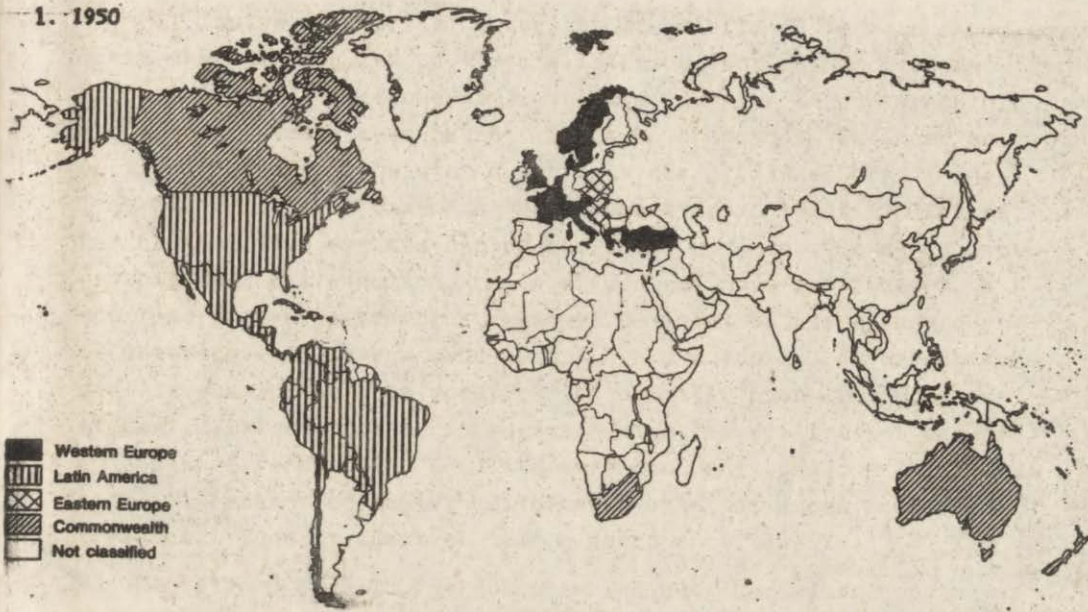 1. 1950
Western Europe
Latin America
Eastern Europe
Commonwealth
Not classified